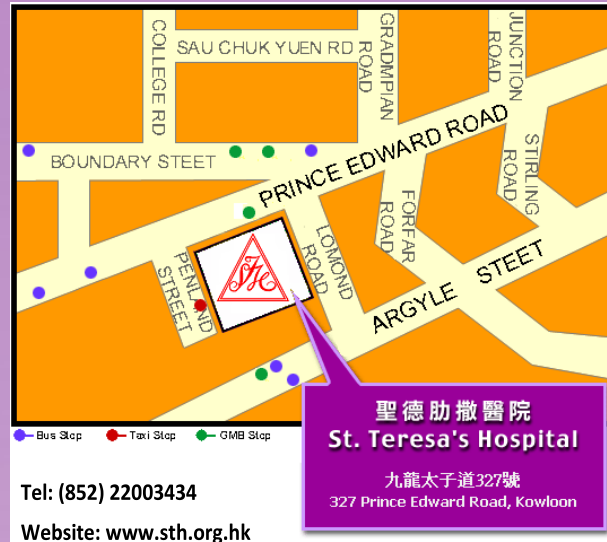 COLLEGE RD
SAU CHUK YUEN RD
GRADMPIAN
ROAD
JUNCTION
ROAD
BOUNDARY STREET
PRINCE EDWARD ROAD
STIRLING
ROAD
FORFAR
ROAD
LOMOND
ROAD
PENLAND
STREET
STH
ARGYLE STEET
Bus Stop
Taxi Stop
GMB Stop
聖德肋撒醫院
St. Teresa's Hospital
九龍太子道327號
327 Prince Edward Road, Kowloon
Tel: (852) 22003434
Website: www.sth.org.hk